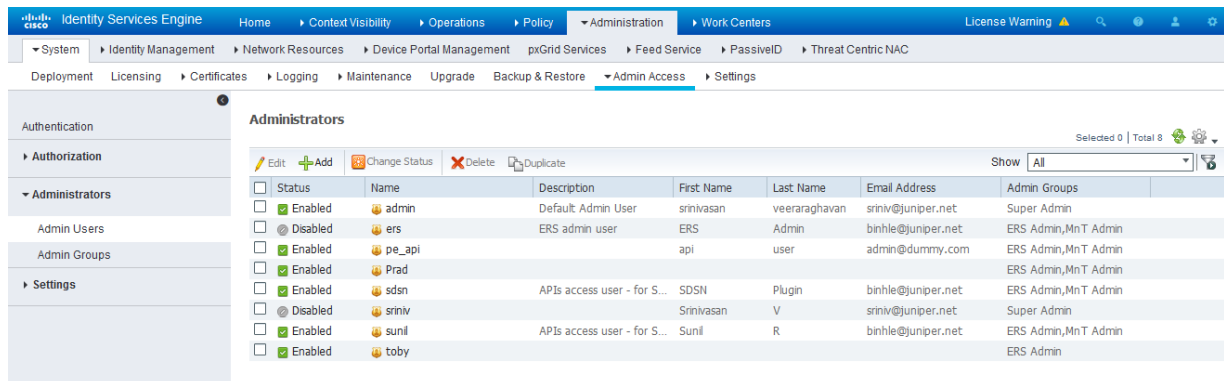 CISCO Identity Services Engine Home Context Visibility Operations Policy Administration Work Centers License Warning
System Identity Management Network Resources Device Portal Management pxGrid Services Feed Service PassiveID Threat Centric NAC
Deployment Licensing Certificates Logging Maintenance Upgrade Backup & Restore Admin Access Settings
Authentication
Authorization
Administrators
Admin Users
Admin Groups
Settings
Administrators
Selected 0 | Total 8
Edit Add Change Status Delete Duplicate Show All
Status Name Description First Name Last Name Email Address Admin Groups
Enabled admin Default Admin User srinivasan veeraraghavan sriniv@juniper.net Super Admin
Disabled ers ERS admin user ERS Admin binhle@juniper.net ERS Admin,MnT Admin
Enabled pe_api api user admin@dummy.com ERS Admin,MnT Admin
Enabled Prad ERS Admin,MnT Admin
Enabled sdsn APIs access user - for S... SDSN Plugin binhle@juniper.net ERS Admin,MnT Admin
Disabled sriniv Srinivasan V sriniv@juniper.net Super Admin
Enabled sunil APIs access user - for S... Sunil R binhle@juniper.net ERS Admin,MnT Admin
Enabled toby ERS Admin